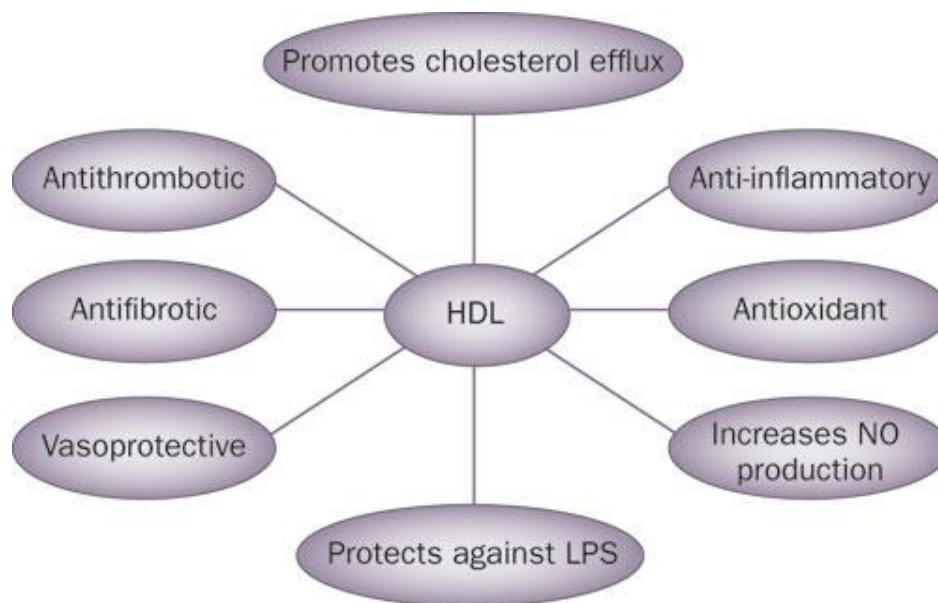 Promotes cholesterol efflux
Antithrombotic
Anti-inflammatory
Antifibrotic
HDL
Antioxidant
Vasoprotective
Increases NO
production
Protects against LPS